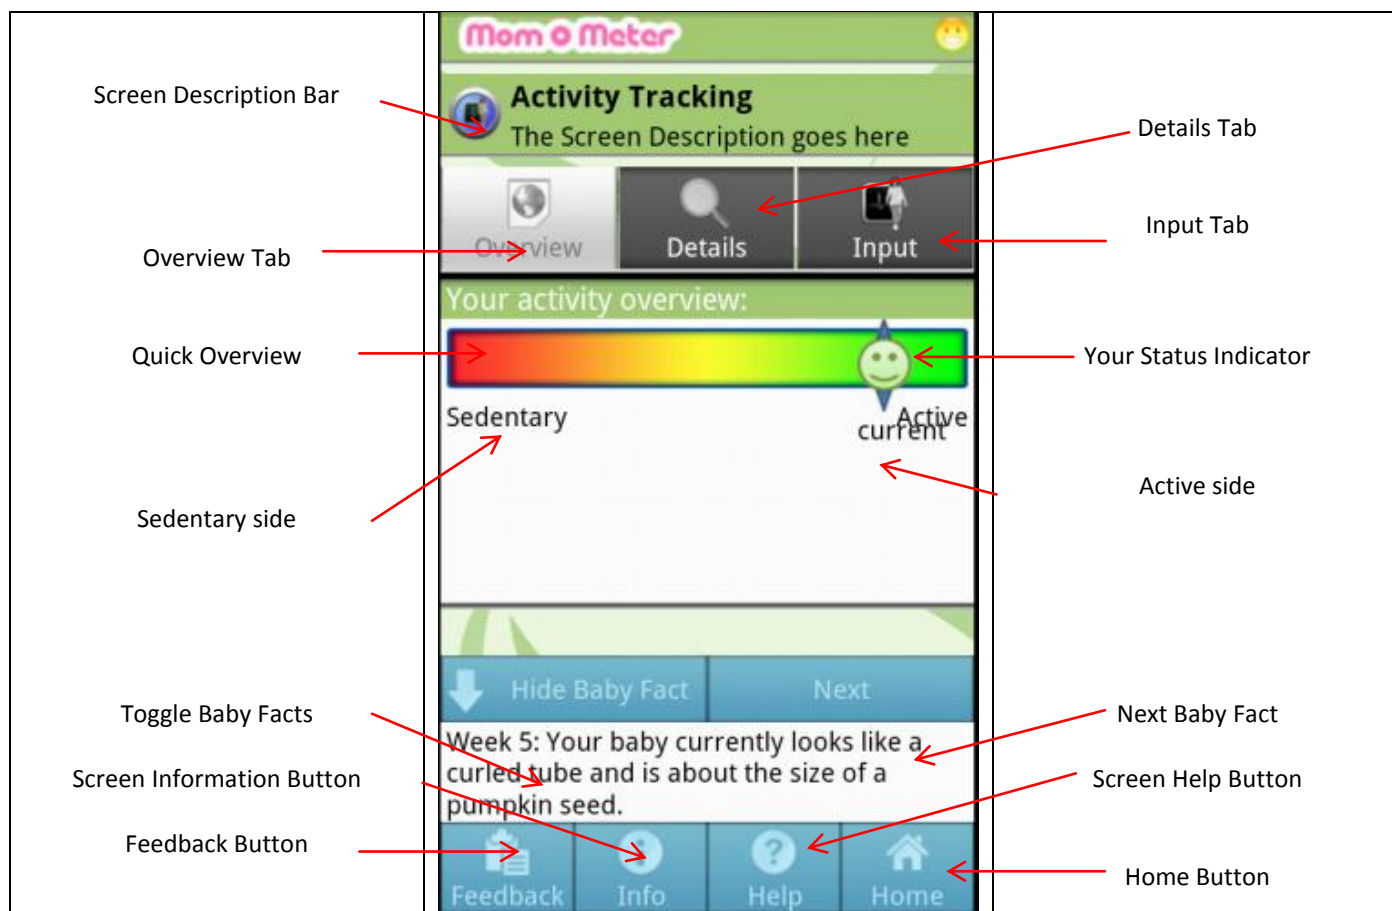 Mom O Meter
Screen Description Bar
Activity Tracking
The Screen Description goes here
Details Tab
Overview
Details
Input
Input Tab
Overview Tab
Your activity overview:
Quick Overview
Your Status Indicator
Sedentary
Active
current
Active side
Sedentary side
Hide Baby Fact
Next
Toggle Baby Facts
Next Baby Fact
Week 5: Your baby currently looks like a
curled tube and is about the size of a
pumpkin seed.
Screen Information Button
Screen Help Button
Feedback Button
Feedback
Info
?
Help
Home
Home Button